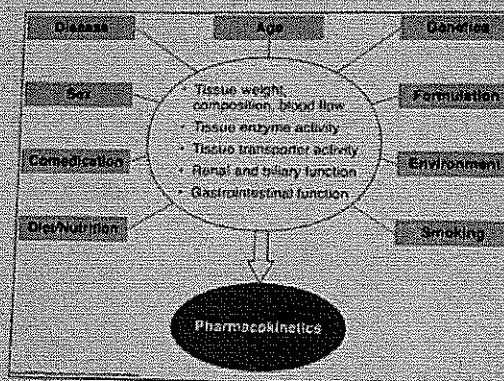 Disease
Age
Genetics
Sex
Formulation
Comedication
Environment
Diet/Nutrition
Smoking
• Tissue weight,
composition, blood flow
• Tissue enzyme activity
• Tissue transporter activity
• Renal and biliary function
• Gastrointestinal function
Pharmacokinetics